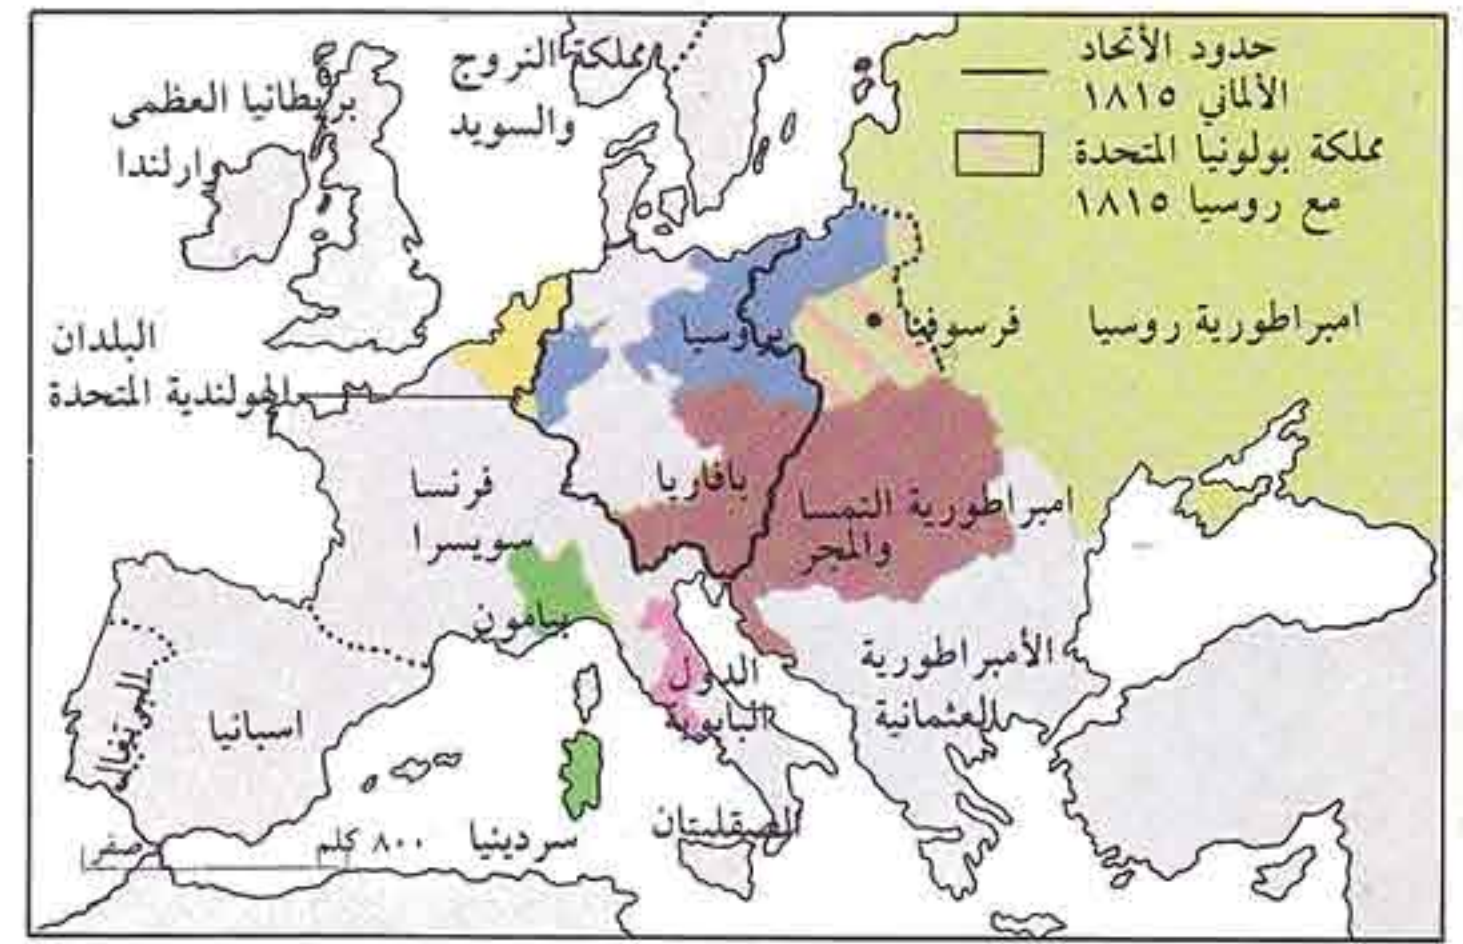 حدود الأتحاد
الألماني ١٨١٥
مملكة بولونيا المتحدة
مع روسيا ١٨١٥
مملكة النروج
والسويد
بريطانيا العظمى
وارلندا
امبراطورية روسيا
فرسوفيا
بروسيا
البلدان
الهولندية المتحدة
بافاريا
فرنسا
سويسرا
امبراطورية النمسا
والمجر
بيامون
الأمبراطورية
العثمانية
الدول
البابوية
اسبانيا
البرتغال
الصقليتان
سردينيا
صفر
٨٠٠ كلم